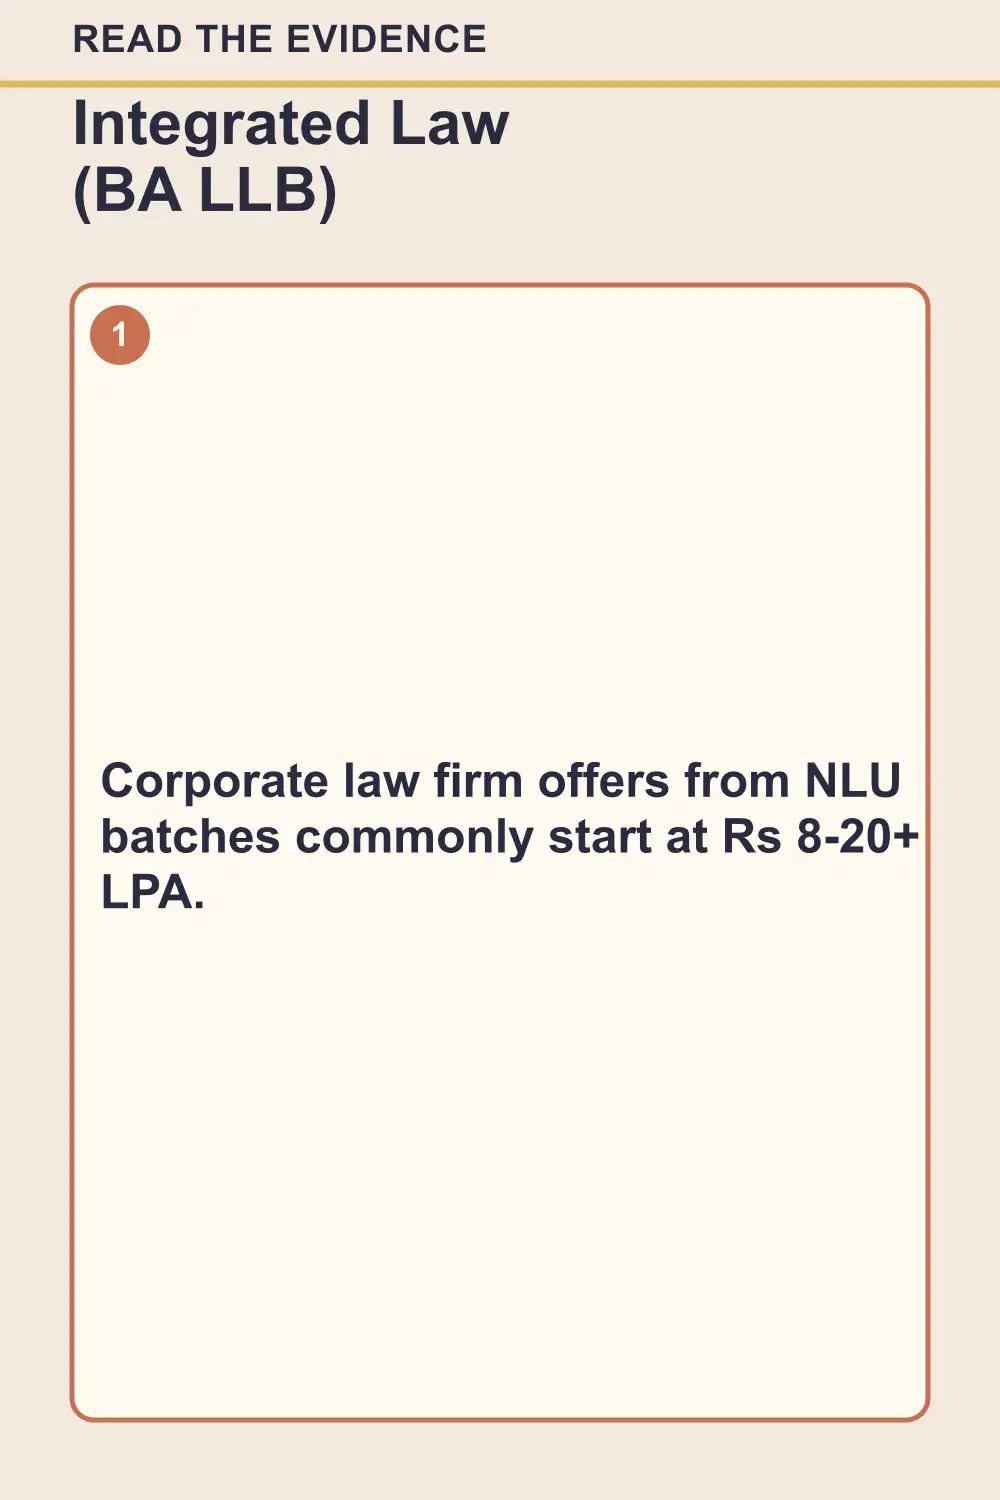 READ THE EVIDENCE
Integrated Law
(BA LLB)
1
Corporate law firm offers from NLU
batches commonly start at Rs 8-20+
LPA.